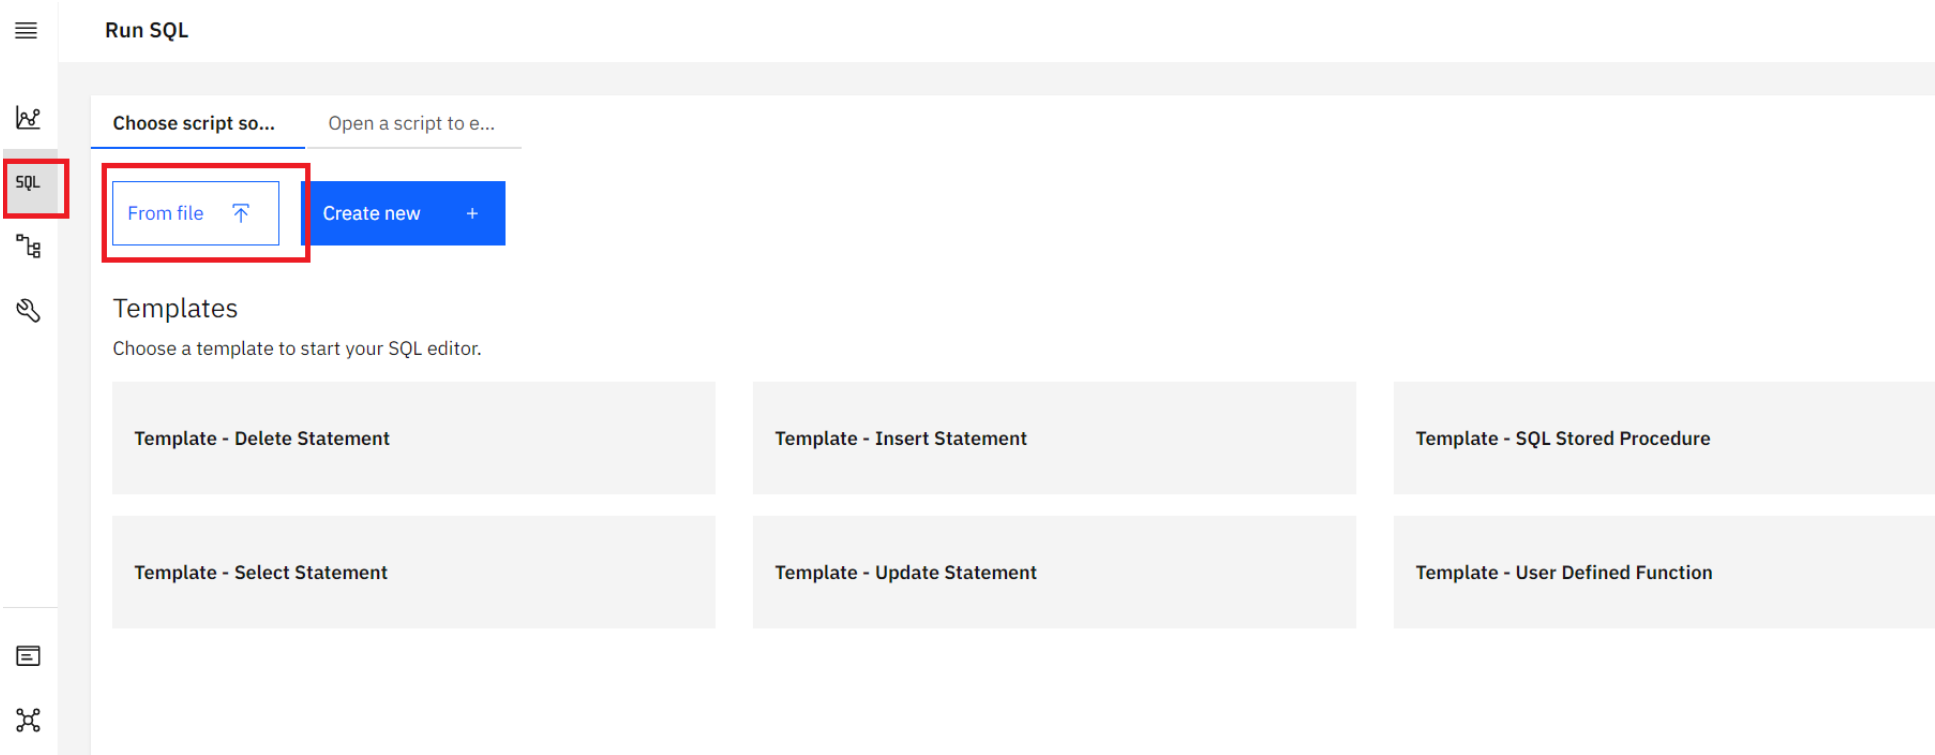 Run SQL
Choose script so...
Open a script to e...
SQL
From file
Create new +
Templates
Choose a template to start your SQL editor.
Template - Delete Statement
Template - Insert Statement
Template - SQL Stored Procedure
Template - Select Statement
Template - Update Statement
Template - User Defined Function